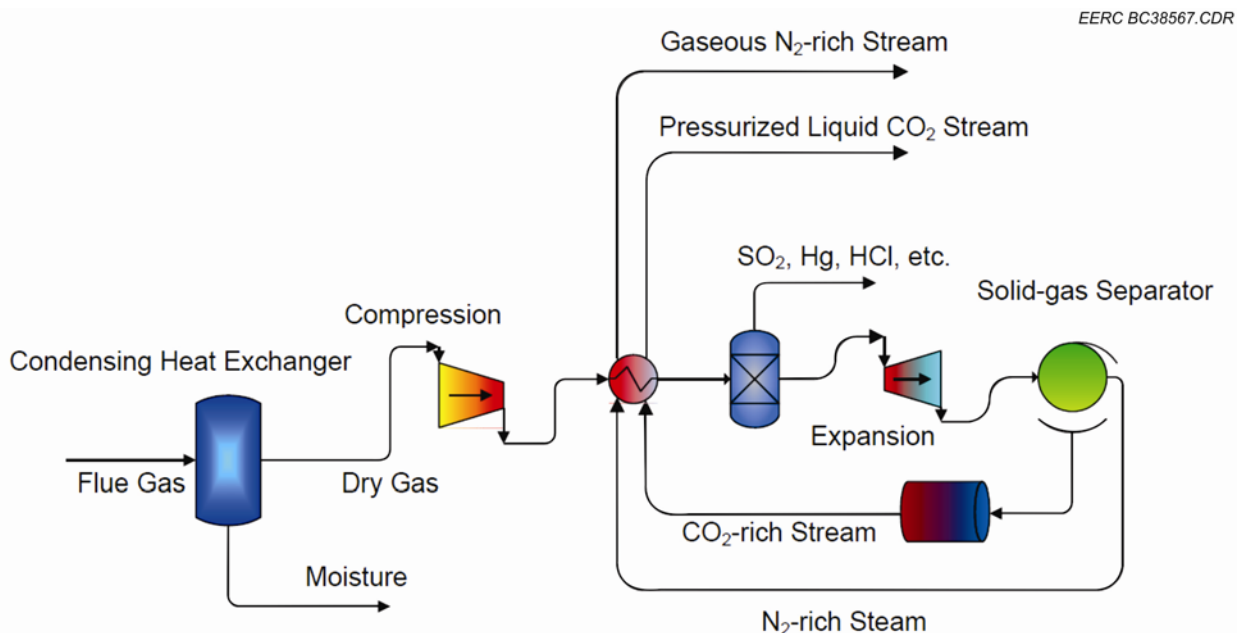 EERC BC38567.CDR
Gaseous N₂-rich Stream
Pressurized Liquid CO₂ Stream
SO₂, Hg, HCl, etc.
Solid-gas Separator
Compression
Condensing Heat Exchanger
Expansion
Flue Gas
Dry Gas
CO₂-rich Stream
Moisture
N₂-rich Steam